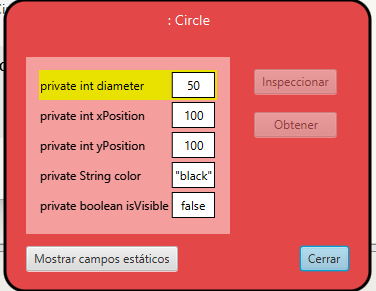 : Circle
private int diameter 50
private int xPosition 100
private int yPosition 100
private String color "black"
private boolean isVisible false
Inspeccionar
Obtener
Mostrar campos estáticos
Cerrar